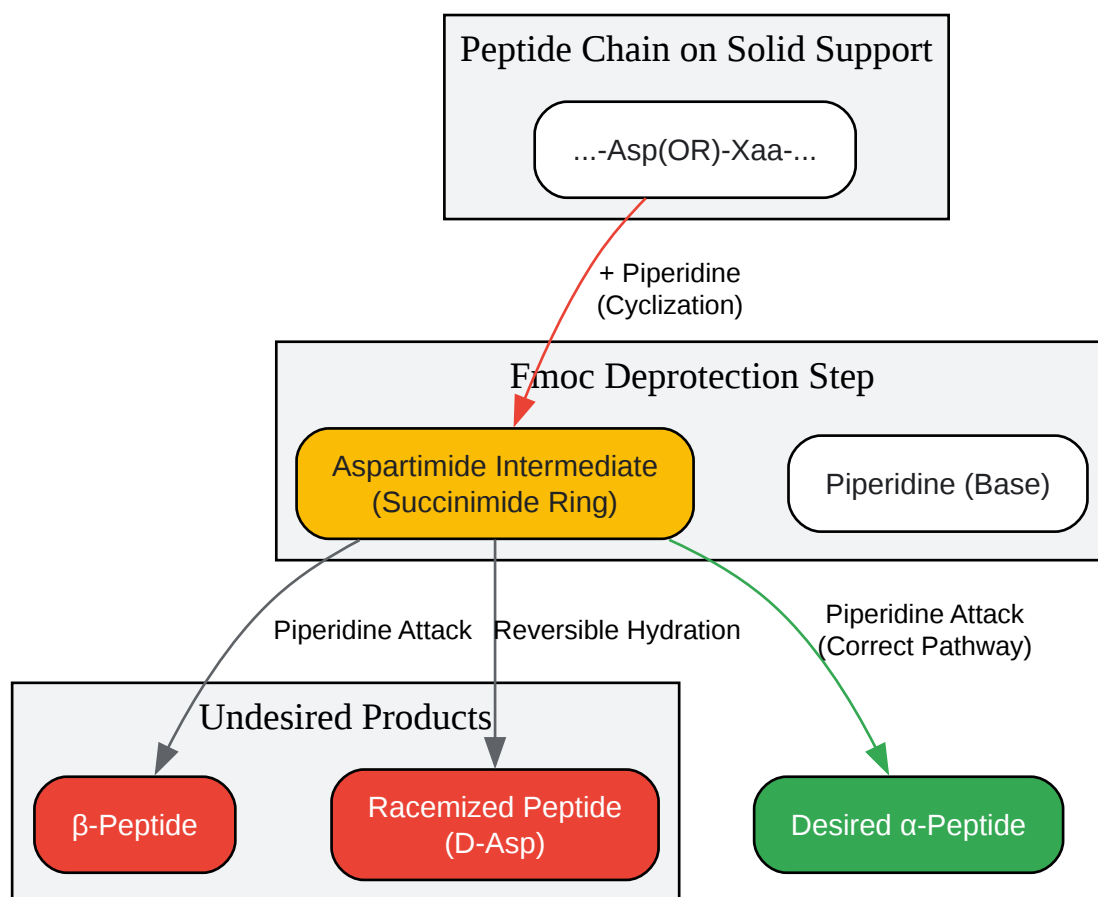 Peptide Chain on Solid Support
...-Asp(OR)-Xaa-...
+ Piperidine
(Cyclization)
Fmoc Deprotection Step
Aspartimide Intermediate
(Succinimide Ring)
Piperidine (Base)
Piperidine Attack
Reversible Hydration
Piperidine Attack
(Correct Pathway)
Undesired Products
β-Peptide
Racemized Peptide
(D-Asp)
Desired α-Peptide